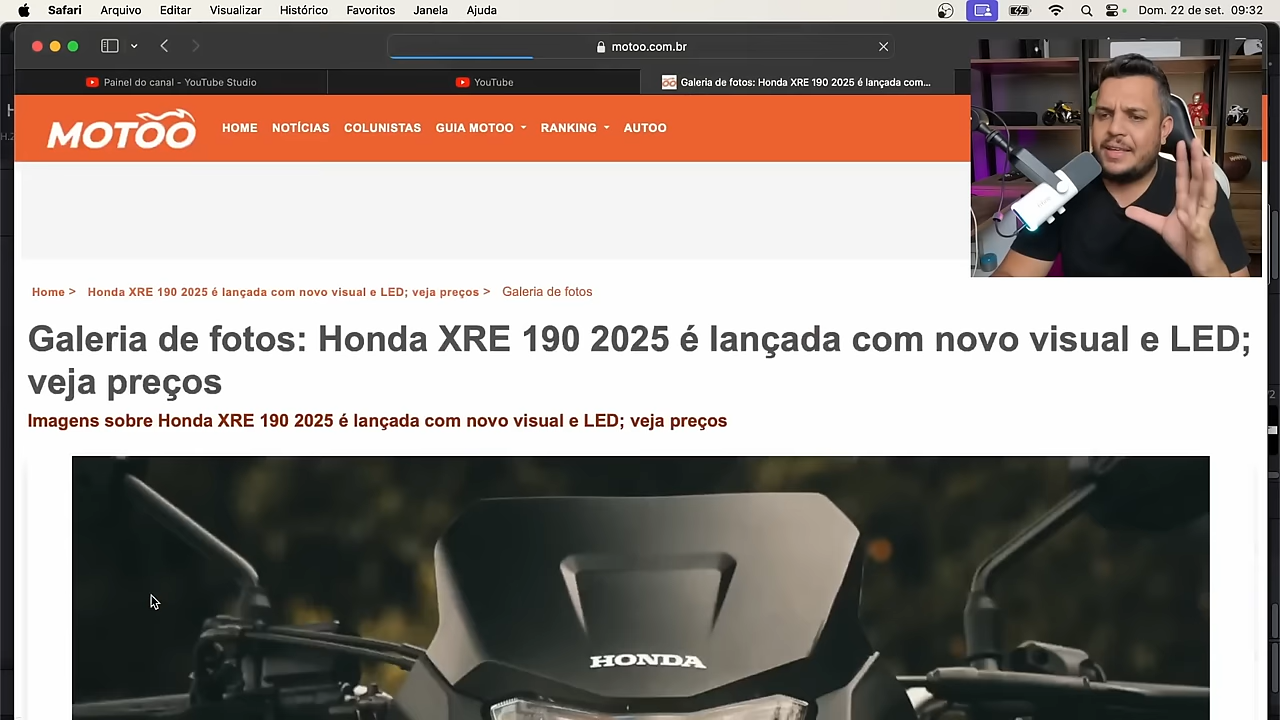 Safari Arquivo Editar Visualizar Histórico Favoritos Janela Ajuda Dom. 22 de set. 09:32
motoo.com.br
Painel do canal - YouTube Studio YouTube Galeria de fotos: Honda XRE 190 2025 é lançada com...
MOTOO HOME NOTÍCIAS COLUNISTAS GUIA MOTOO RANKING AUTOO
Home > Honda XRE 190 2025 é lançada com novo visual e LED; veja preços > Galeria de fotos
Galeria de fotos: Honda XRE 190 2025 é lançada com novo visual e LED;
veja preços
Imagens sobre Honda XRE 190 2025 é lançada com novo visual e LED; veja preços
HONDA